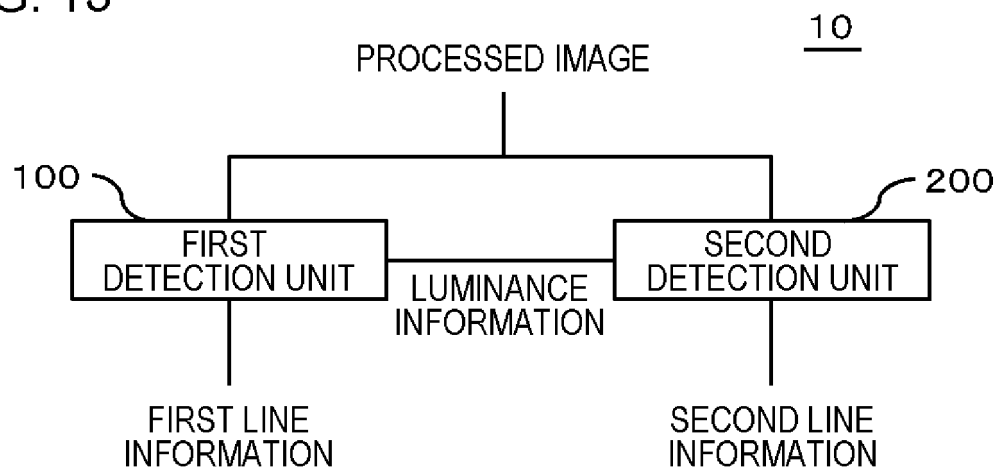 10
PROCESSED IMAGE
100
200
FIRST
DETECTION UNIT
SECOND
DETECTION UNIT
LUMINANCE
INFORMATION
FIRST LINE
INFORMATION
SECOND LINE
INFORMATION